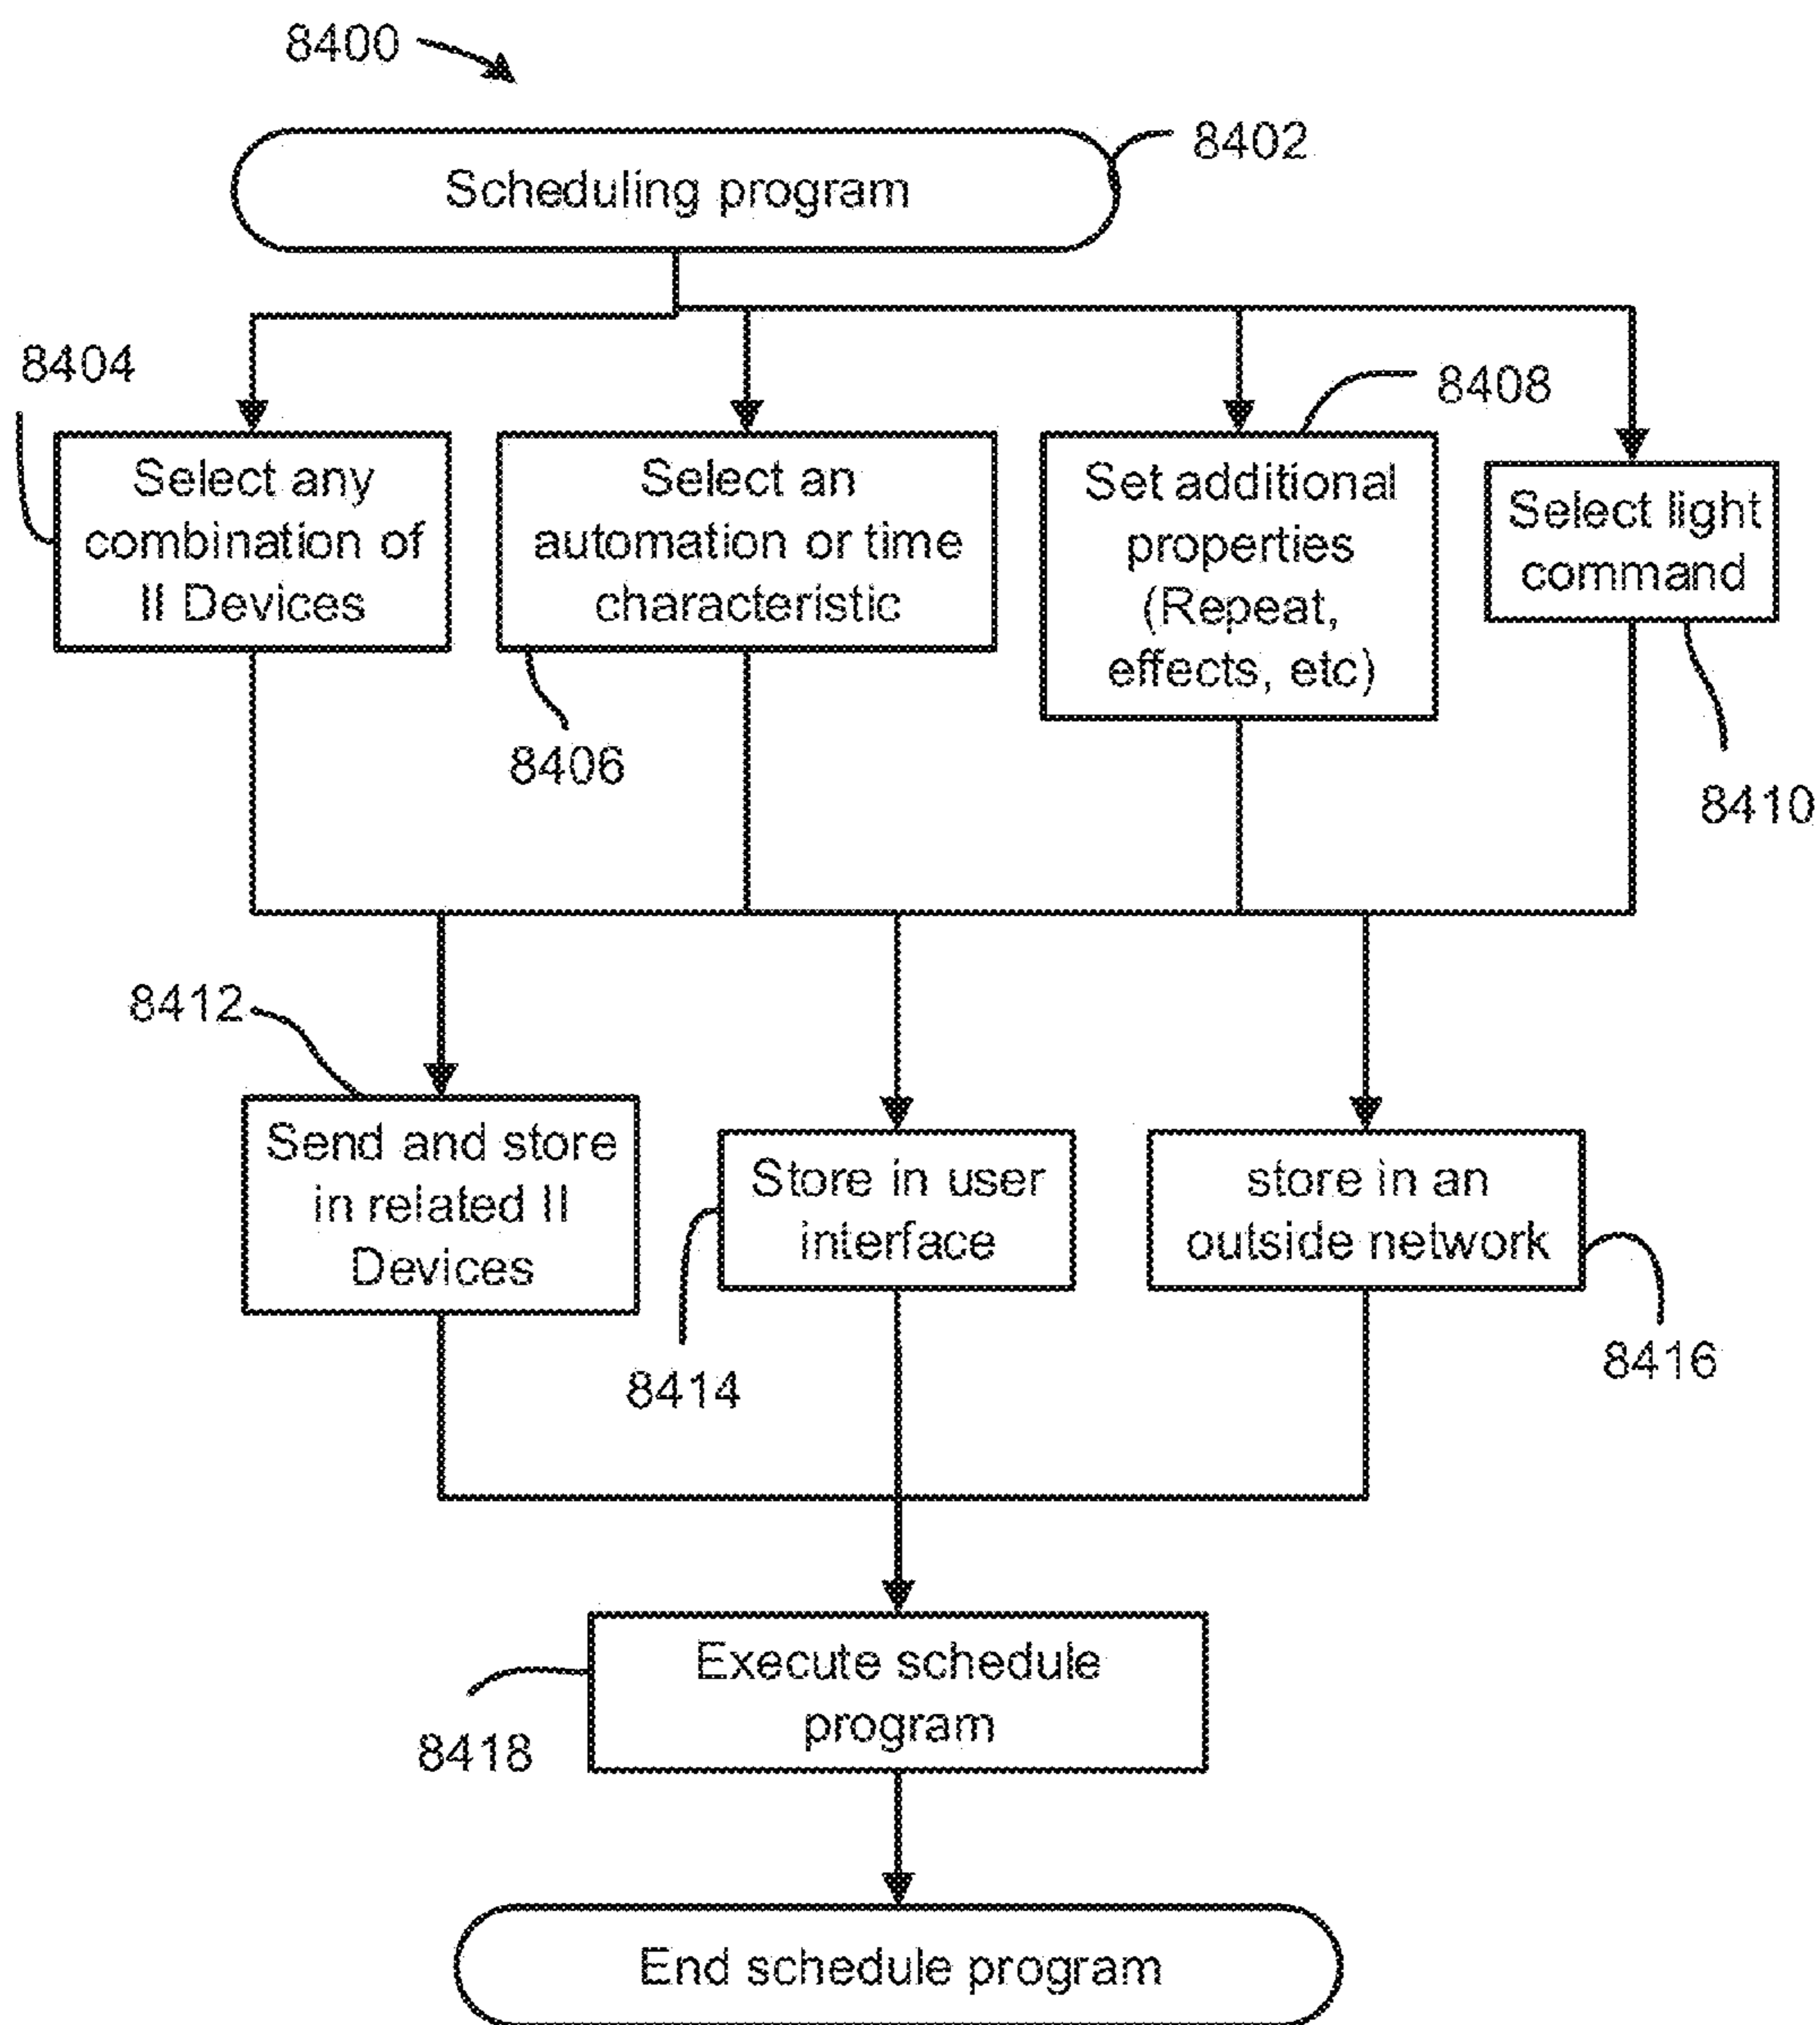 8400
8402
Scheduling program
8404
8408
Select any
combination of
II Devices
Select an
automation or time
characteristic
Set additional
properties
(Repeat,
effects, etc)
Select light
command
8406
8410
8412
Send and store
in related II
Devices
Store in user
interface
store in an
outside network
8414
8416
Execute schedule
program
8418
End schedule program